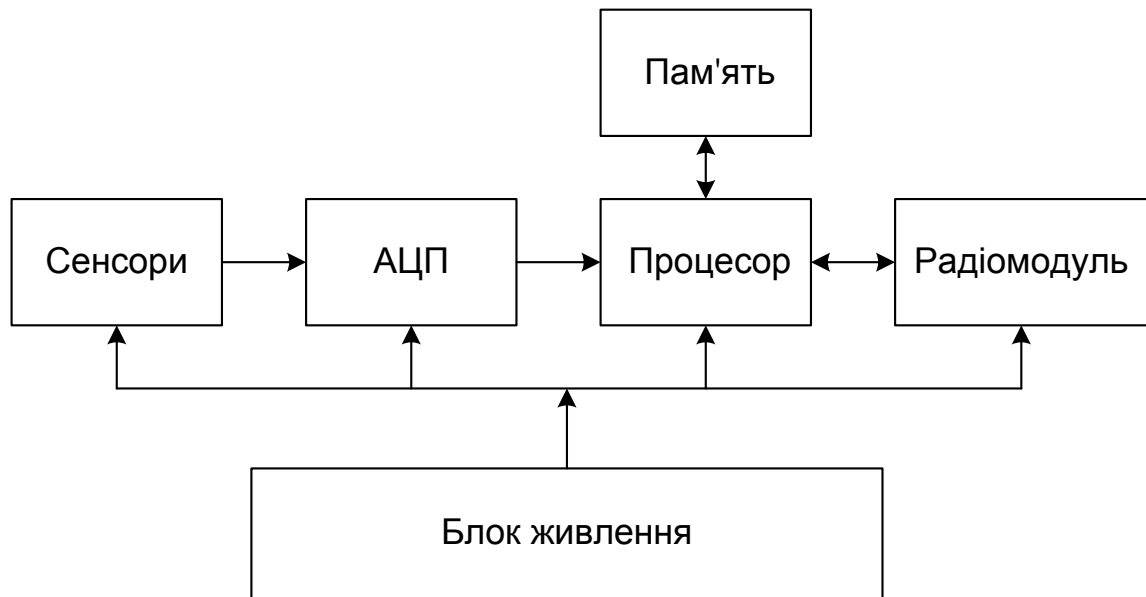 Пам'ять
Сенсори
АЦП
Процесор
Радіомодуль
Блок живлення